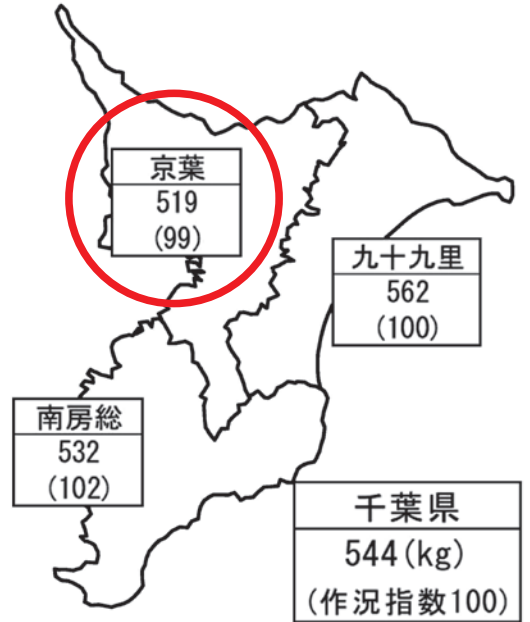 京葉
519
(99)
九十九里
562
(100)
南房総
532
(102)
千葉県
544(kg)
(作況指数100)